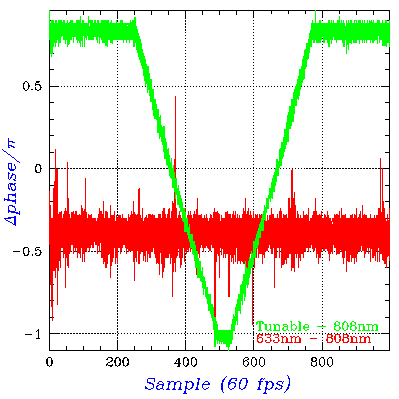 Δphase/π
0.5
0
−0.5
−1
Tunable − 606nm
633nm − 808nm
0 200 400 600 800
Sample (60 fps)